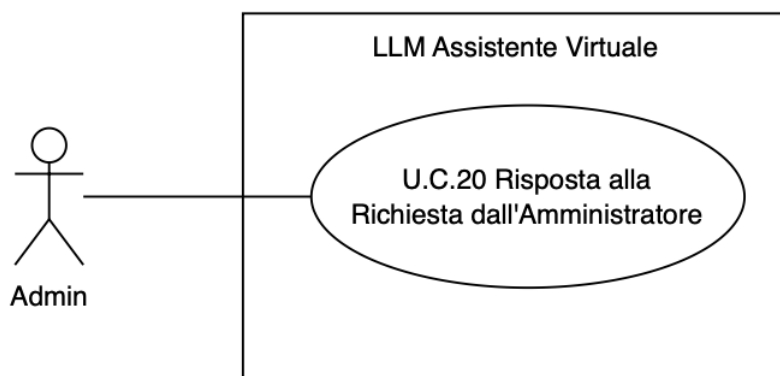 LLM Assistente Virtuale
U.C.20 Risposta alla
Richiesta dall'Amministratore
Admin